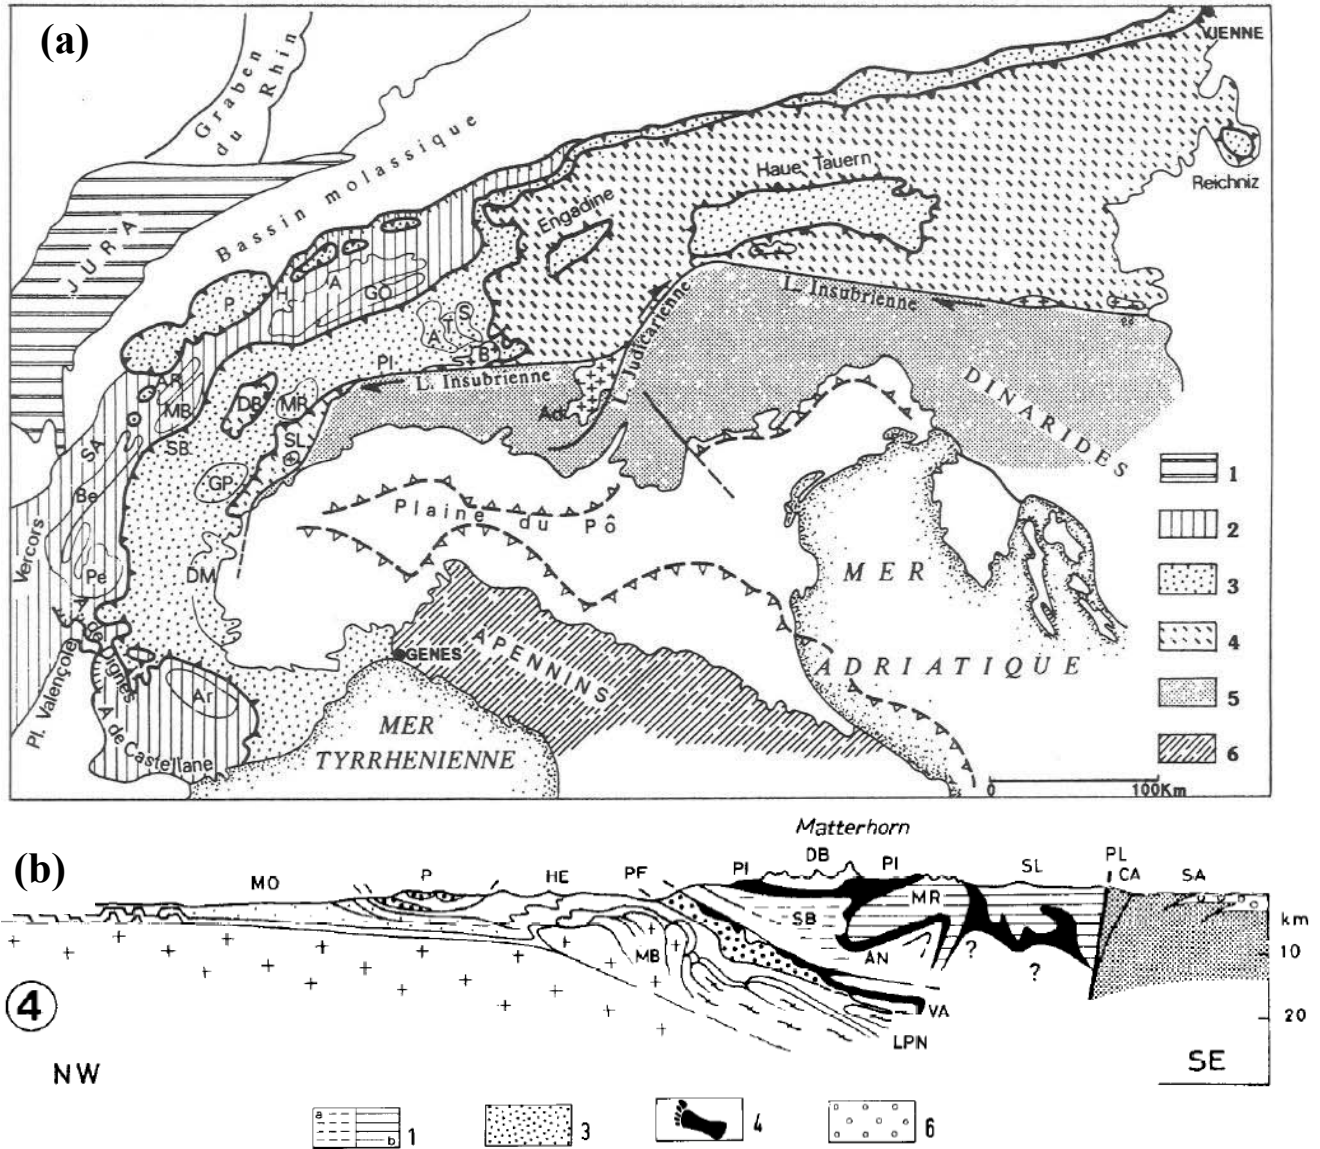 (a)
VIENNE
Graben
du
Rhin
Bassin molassique
Haue Tauern
Reichniz
Engadine
JURA
P
H
A
GO
L. Insubrienne
A
T
S
B
L. Judicarienne
PI
L. Insubrienne
DINARIDES
AR
MB
DB
MR
Ad
SA
SB
SL
GP
1
Be
Plaine du Pô
2
Vercors
Pe
DM
MER
3
A de Dignes
GENES
APENNINS
4
ADRIATIQUE
Pl. Valençole
Ar
5
A de Castellane
MER
TYRRHENIENNE
6
0 100Km
(b)
Matterhorn
MO P HE PF PI DB PI SL PL
CA SA
MR
SB
km
MB AN ? 10
?
4
VA 20
LPN
NW SE
a
b 1 3 4 6